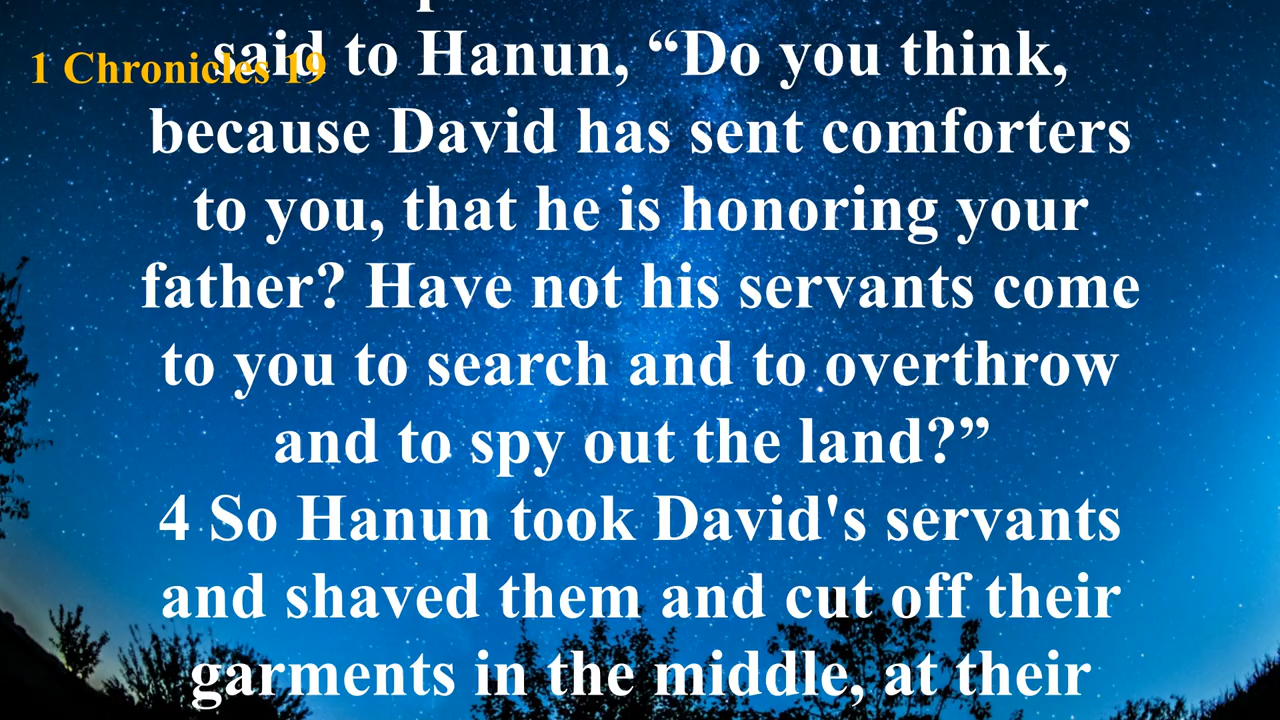 1 Chronicles 19
said to Hanun, “Do you think,
because David has sent comforters
to you, that he is honoring your
father? Have not his servants come
to you to search and to overthrow
and to spy out the land?”
4 So Hanun took David's servants
and shaved them and cut off their
garments in the middle, at their